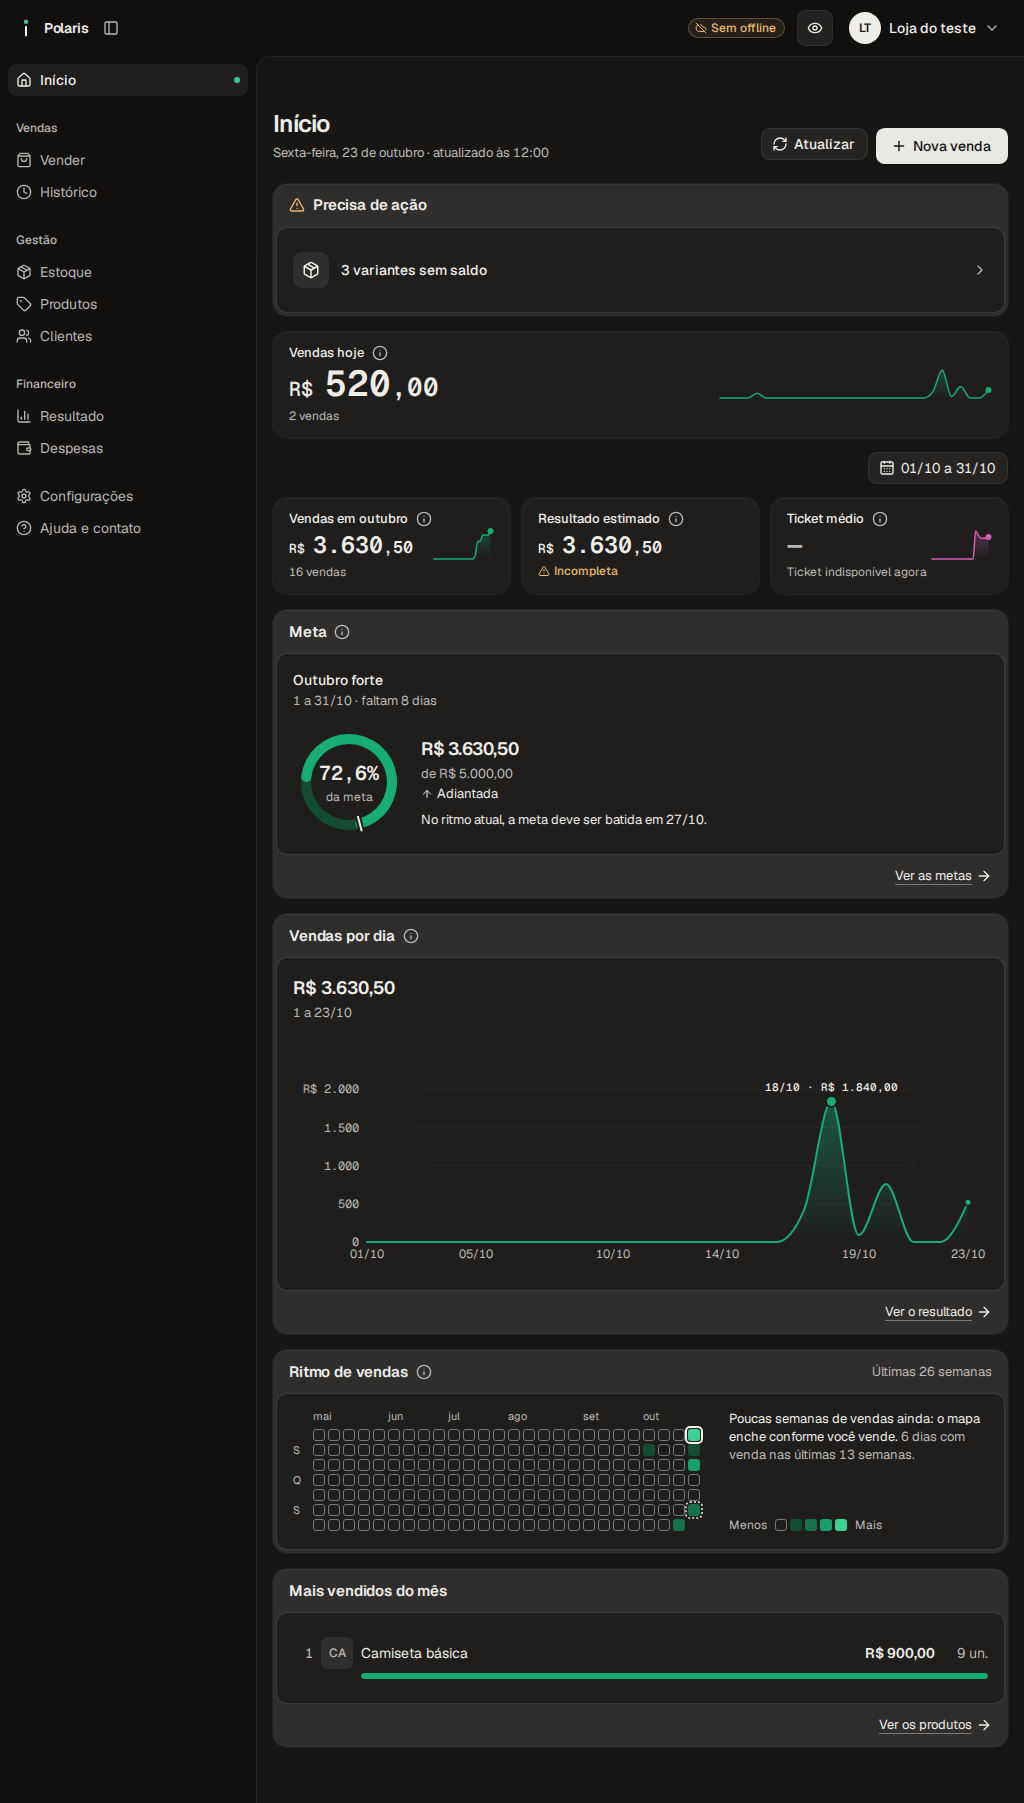 Polaris
Sem offline
LT
Loja do teste
Início
Vendas
Vender
Histórico
Gestão
Estoque
Produtos
Clientes
Financeiro
Resultado
Despesas
Configurações
Ajuda e contato
Início
Sexta-feira, 23 de outubro · atualizado às 12:00
Atualizar
Nova venda
Precisa de ação
3 variantes sem saldo
Vendas hoje
R$ 520,00
2 vendas
01/10 a 31/10
Vendas em outubro
R$ 3.630,50
16 vendas
Resultado estimado
R$ 3.630,50
Incompleta
Ticket médio
—
Ticket indisponível agora
Meta
Outubro forte
1 a 31/10 · faltam 8 dias
72,6%
da meta
R$ 3.630,50
de R$ 5.000,00
Adiantada
No ritmo atual, a meta deve ser batida em 27/10.
Ver as metas
Vendas por dia
R$ 3.630,50
1 a 23/10
18/10 · R$ 1.840,00
R$ 2.000
1.500
1.000
500
0
01/10 05/10 10/10 14/10 19/10 23/10
Ver o resultado
Ritmo de vendas
Últimas 26 semanas
mai jun jul ago set out
S
Q
S
Poucas semanas de vendas ainda: o mapa
enche conforme você vende. 6 dias com
venda nas últimas 13 semanas.
Menos
Mais
Mais vendidos do mês
1 CA Camiseta básica R$ 900,00 9 un.
Ver os produtos